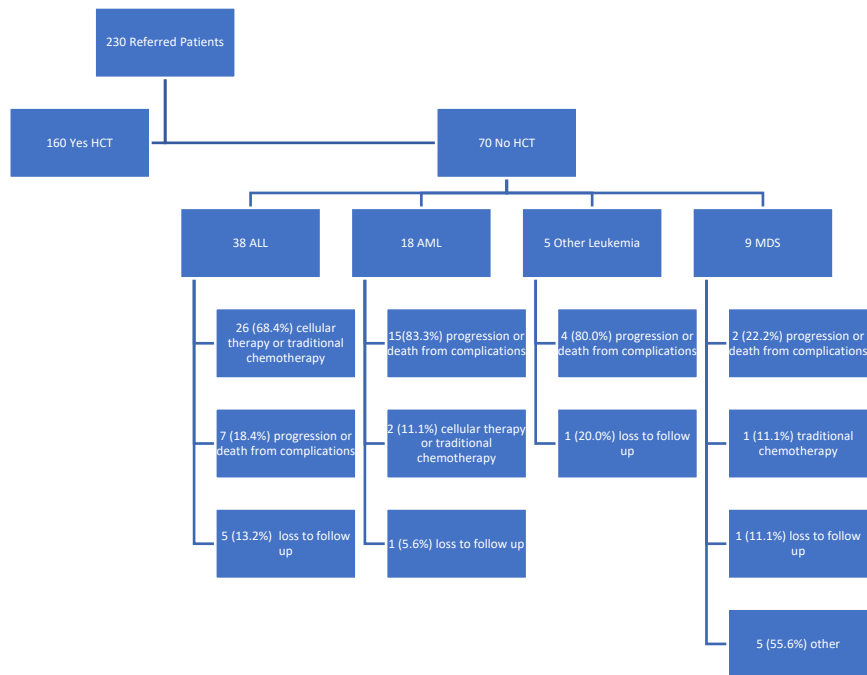 230 Referred Patients
160 Yes HCT
70 No HCT
38 ALL
18 AML
5 Other Leukemia
9 MDS
26 (68.4%) cellular
therapy or traditional
chemotherapy
15(83.3%) progression or
death from complications
4 (80.0%) progression or
death from complications
2 (22.2%) progression or
death from complications
7 (18.4%) progression or
death from complications
2 (11.1%) cellular therapy
or traditional
chemotherapy
1 (20.0%) loss to follow
up
1 (11.1%) traditional
chemotherapy
5 (13.2%) loss to follow
up
1 (5.6%) loss to follow up
1 (11.1%) loss to follow
up
5 (55.6%) other